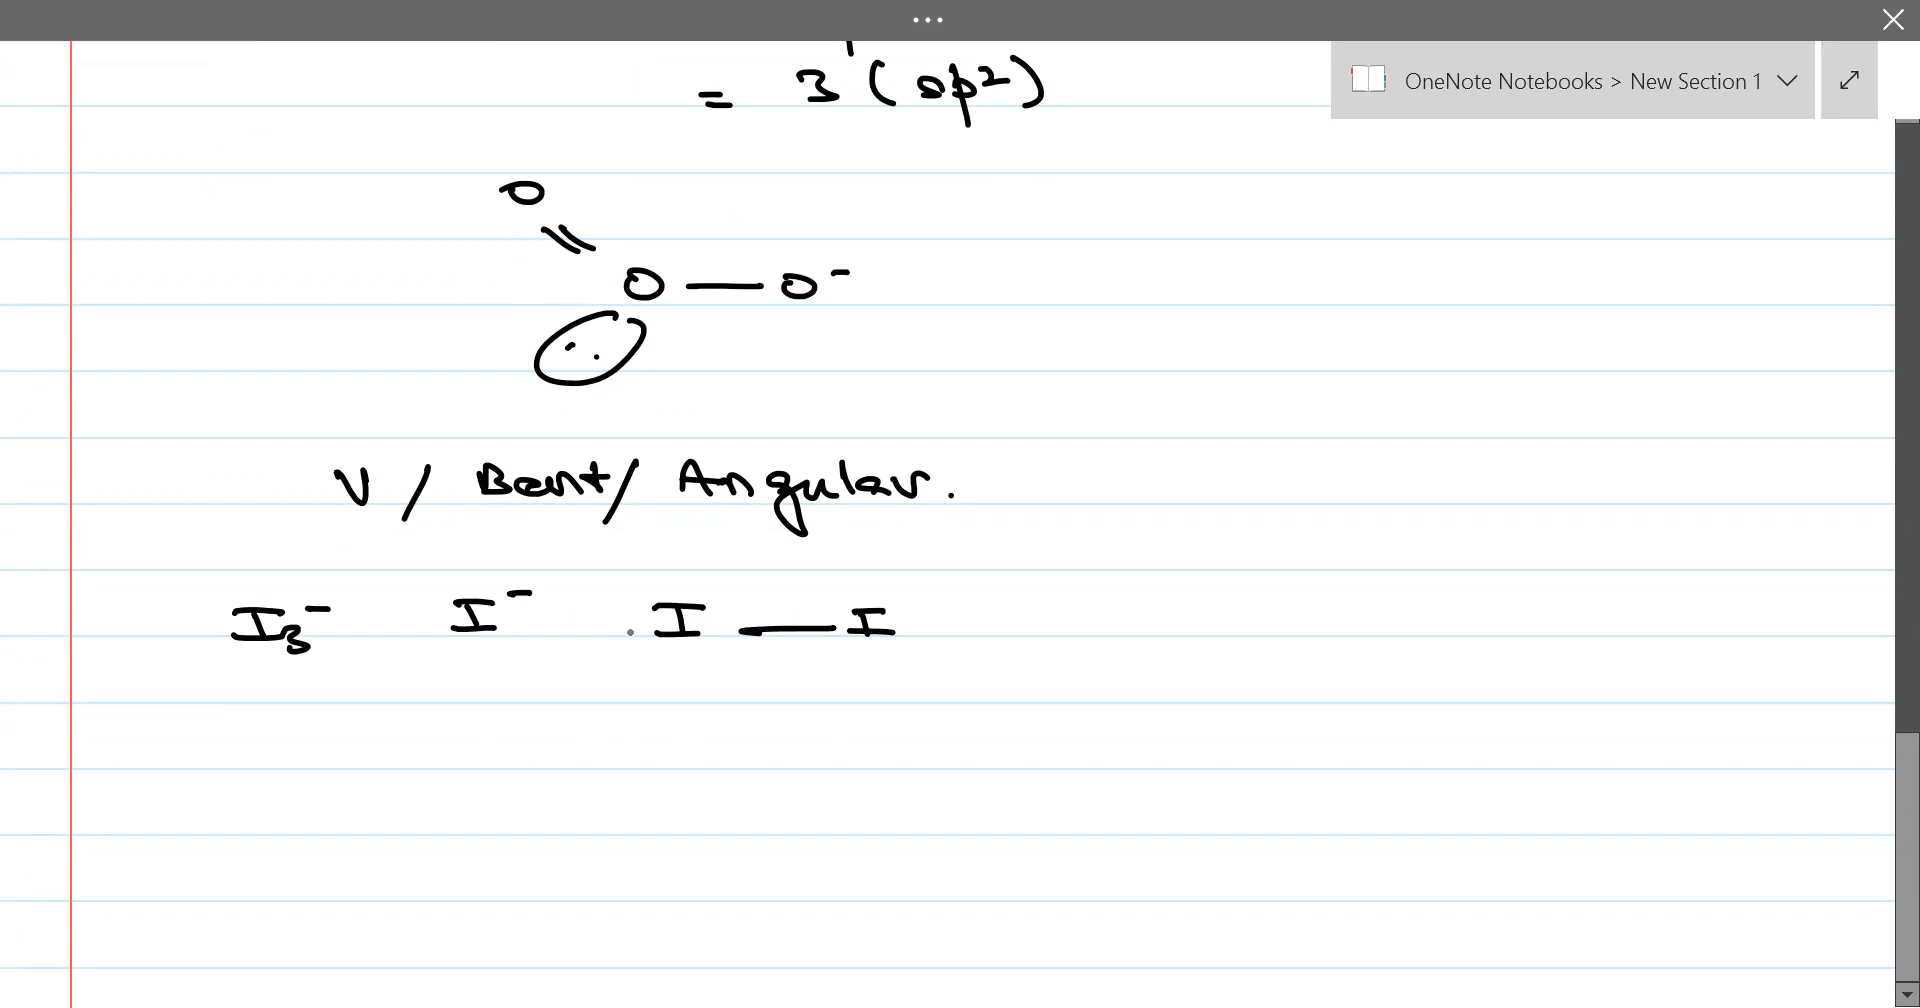 ...
OneNote Notebooks > New Section 1
= 3 (sp²)
O
O — O⁻
V / Bent / Angular.
I₃⁻ I⁻ I — I